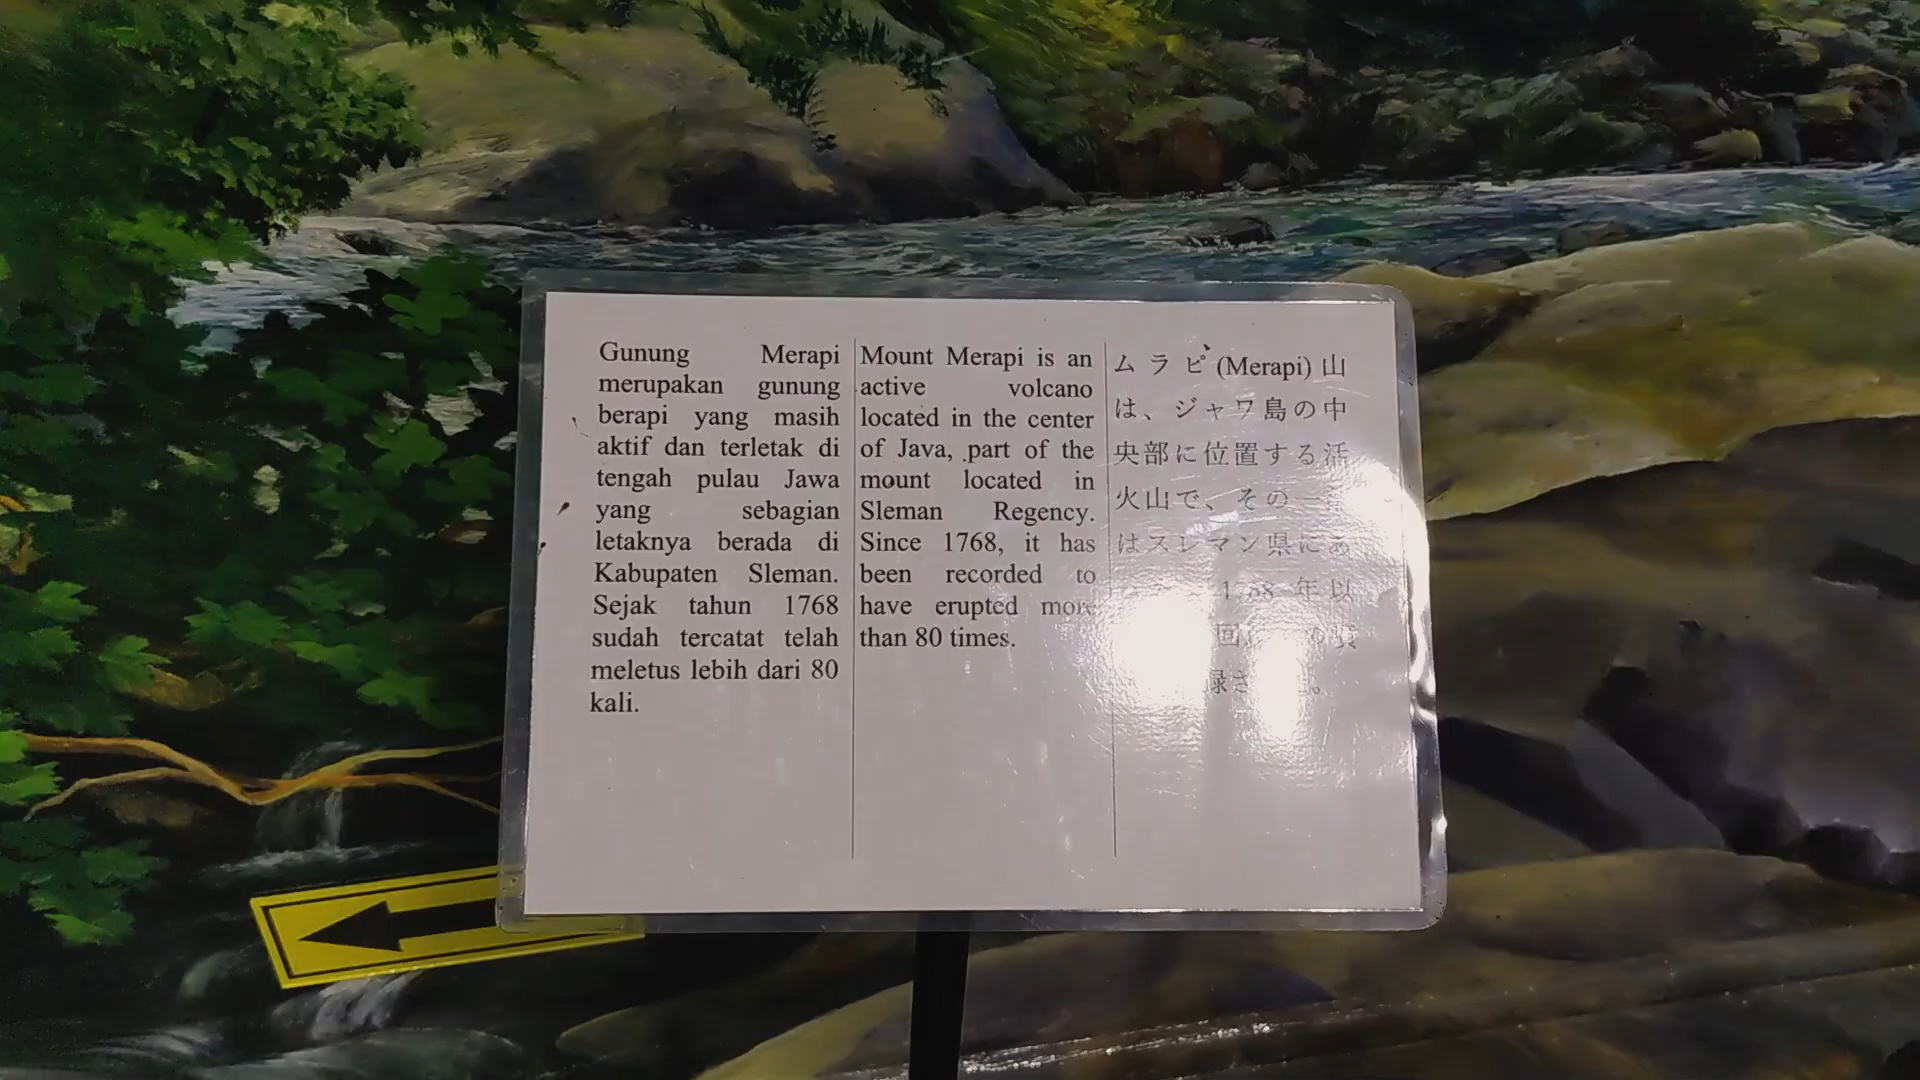 Gunung Merapi
merupakan gunung
berapi yang masih
aktif dan terletak di
tengah pulau Jawa
yang sebagian
letaknya berada di
Kabupaten Sleman.
Sejak tahun 1768
sudah tercatat telah
meletus lebih dari 80
kali.
Mount Merapi is an
active volcano
located in the center
of Java, part of the
mount located in
Sleman Regency.
Since 1768, it has
been recorded to
have erupted more
than 80 times.
ムラピ(Merapi)山
は、ジャワ島の中
央部に位置する活
火山で、その一
はスレマン県にあ
年以
回
録さ